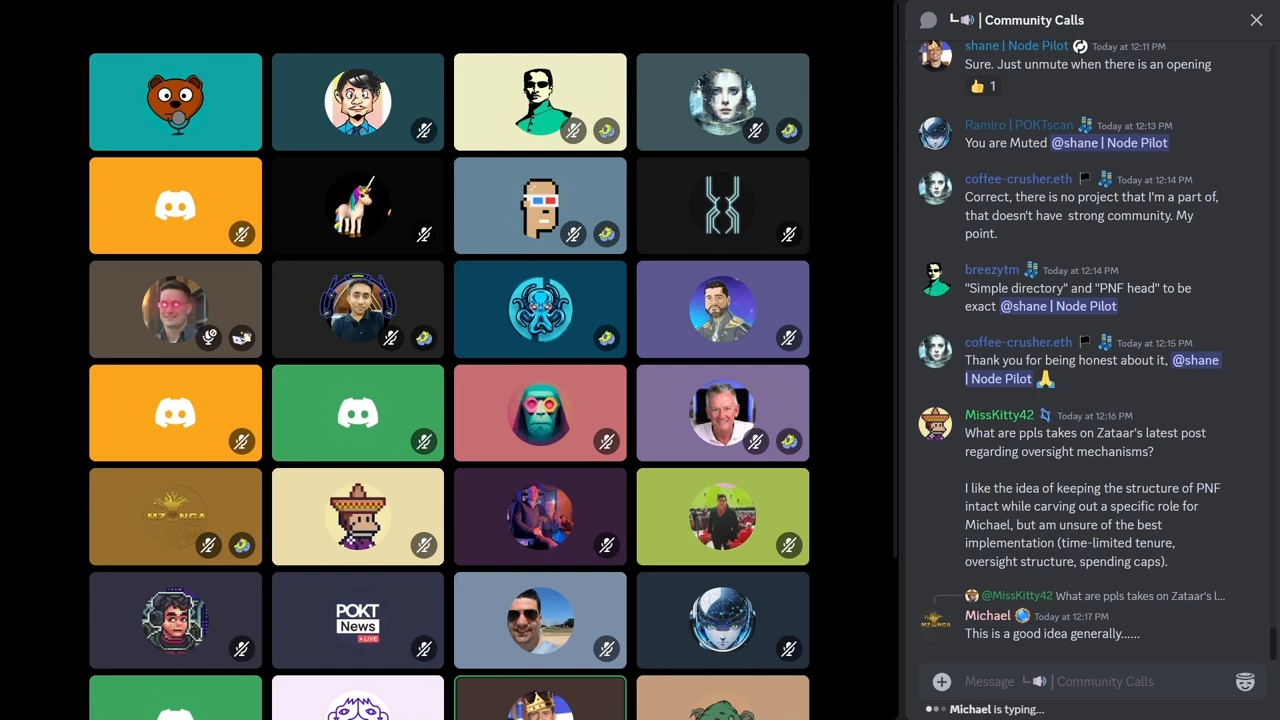 ┗🔊 | Community Calls
shane | Node Pilot Today at 12:11 PM
Sure. Just unmute when there is an opening
👍 1
Ramiro | POKTscan Today at 12:13 PM
You are Muted @shane | Node Pilot
coffee-crusher.eth Today at 12:14 PM
Correct, there is no project that I'm a part of,
that doesn't have strong community. My
point.
breezytm Today at 12:14 PM
"Simple directory" and "PNF head" to be
exact @shane | Node Pilot
coffee-crusher.eth Today at 12:15 PM
Thank you for being honest about it, @shane
| Node Pilot 🙏
MissKitty42 Today at 12:16 PM
What are ppls takes on Zataar's latest post
regarding oversight mechanisms?
I like the idea of keeping the structure of PNF
intact while carving out a specific role for
Michael, but am unsure of the best
implementation (time-limited tenure,
oversight structure, spending caps).
@MissKitty42 What are ppls takes on Zataar's l...
Michael Today at 12:17 PM
This is a good idea generally......
Message ┗🔊 | Community Calls
Michael is typing...
POKT
News
LIVE